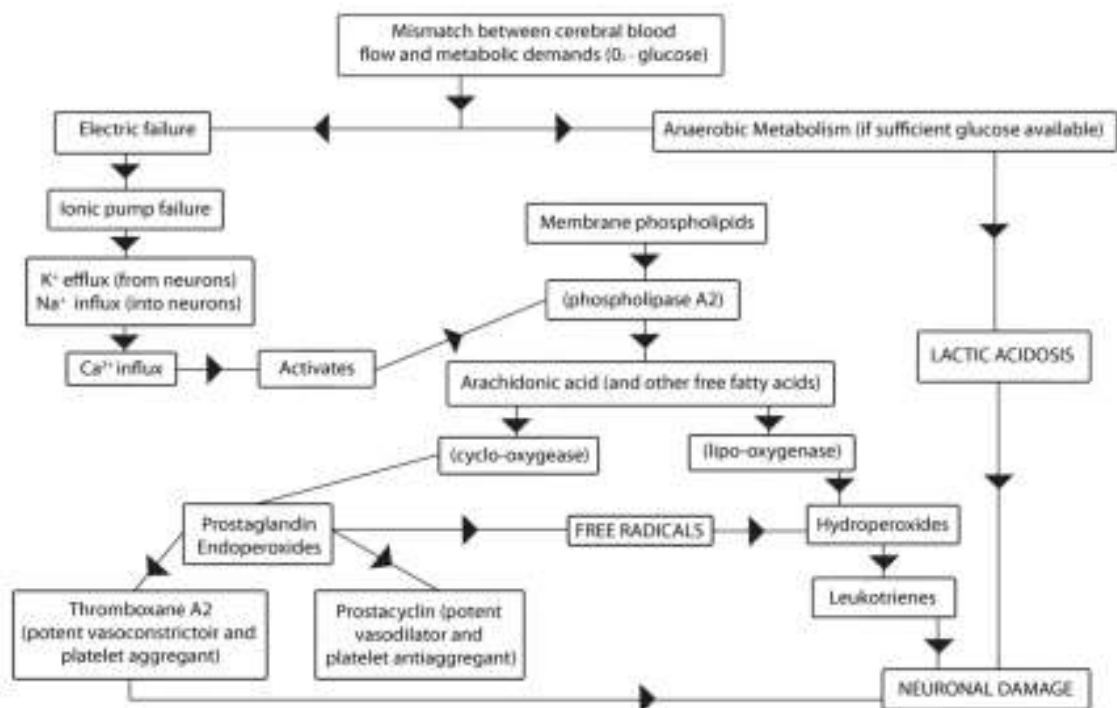 Mismatch between cerebral blood
flow and metabolic demands (0₂ - glucose)
Electric failure
Anaerobic Metabolism (if sufficient glucose available)
Ionic pump failure
Membrane phospholipids
K⁺ efflux (from neurons)
Na⁺ influx (into neurons)
(phospholipase A2)
Ca²⁺ influx
Activates
LACTIC ACIDOSIS
Arachidonic acid (and other free fatty acids)
(cyclo-oxygease)
(lipo-oxygenase)
Prostaglandin
Endoperoxides
FREE RADICALS
Hydroperoxides
Thromboxane A2
(potent vasoconstrictoir and
platelet aggregant)
Prostacyclin (potent
vasodilator and
platelet antiaggregant)
Leukotrienes
NEURONAL DAMAGE